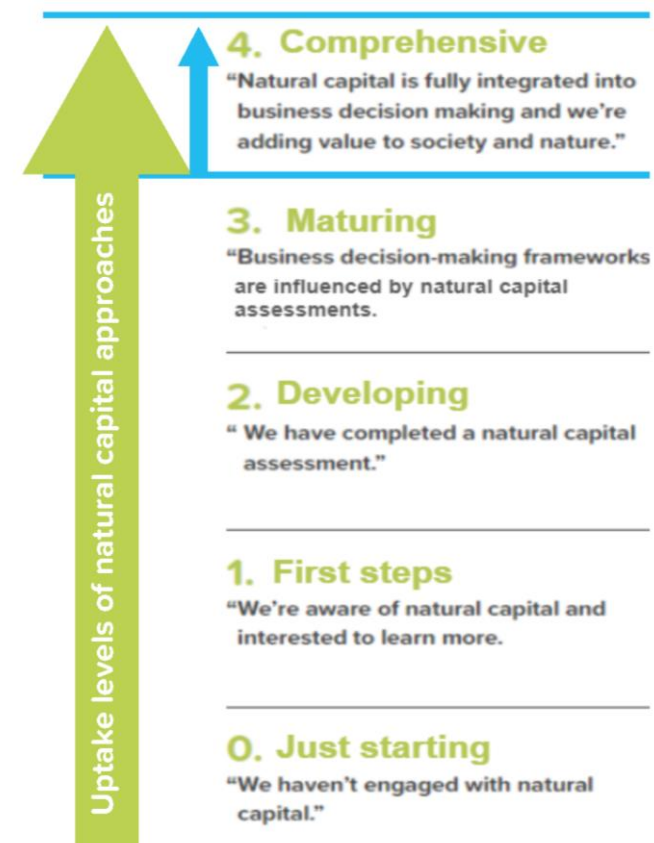 4. Comprehensive
“Natural capital is fully integrated into
business decision making and we’re
adding value to society and nature.”
3. Maturing
“Business decision-making frameworks
are influenced by natural capital
assessments.
2. Developing
“ We have completed a natural capital
assessment.”
1. First steps
“We’re aware of natural capital and
interested to learn more.
0. Just starting
“We haven’t engaged with natural
capital.”
Uptake levels of natural capital approaches